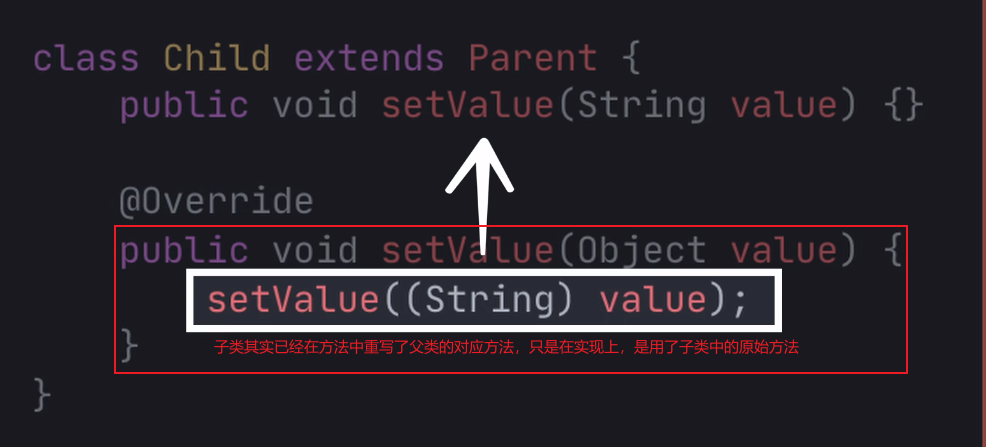 class Child extends Parent {
public void setValue(String value) {}
@Override
public void setValue(Object value) {
setValue((String) value);
子类其实已经在方法中重写了父类的对应方法，只是在实现上，是用了子类中的原始方法
}
}